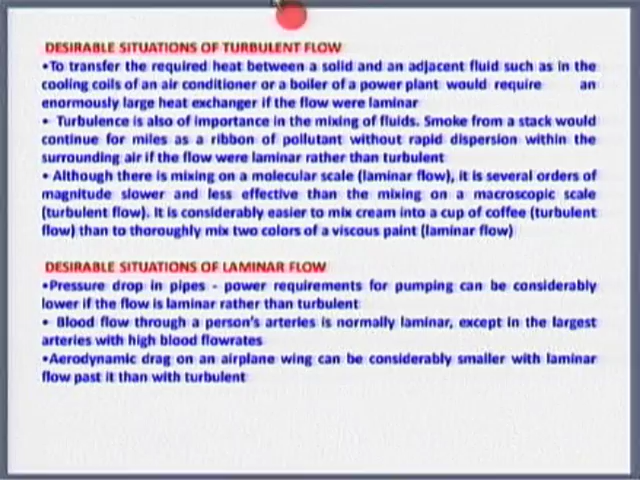 DESIRABLE SITUATIONS OF TURBULENT FLOW
•To transfer the required heat between a solid and an adjacent fluid such as in the
cooling coils of an air conditioner or a boiler of a power plant would require an
enormously large heat exchanger if the flow were laminar
• Turbulence is also of importance in the mixing of fluids. Smoke from a stack would
continue for miles as a ribbon of pollutant without rapid dispersion within the
surrounding air if the flow were laminar rather than turbulent
• Although there is mixing on a molecular scale (laminar flow), it is several orders of
magnitude slower and less effective than the mixing on a macroscopic scale
(turbulent flow). It is considerably easier to mix cream into a cup of coffee (turbulent
flow) than to thoroughly mix two colors of a viscous paint (laminar flow)
DESIRABLE SITUATIONS OF LAMINAR FLOW
•Pressure drop in pipes - power requirements for pumping can be considerably
lower if the flow is laminar rather than turbulent
• Blood flow through a person's arteries is normally laminar, except in the largest
arteries with high blood flowrates
•Aerodynamic drag on an airplane wing can be considerably smaller with laminar
flow past it than with turbulent